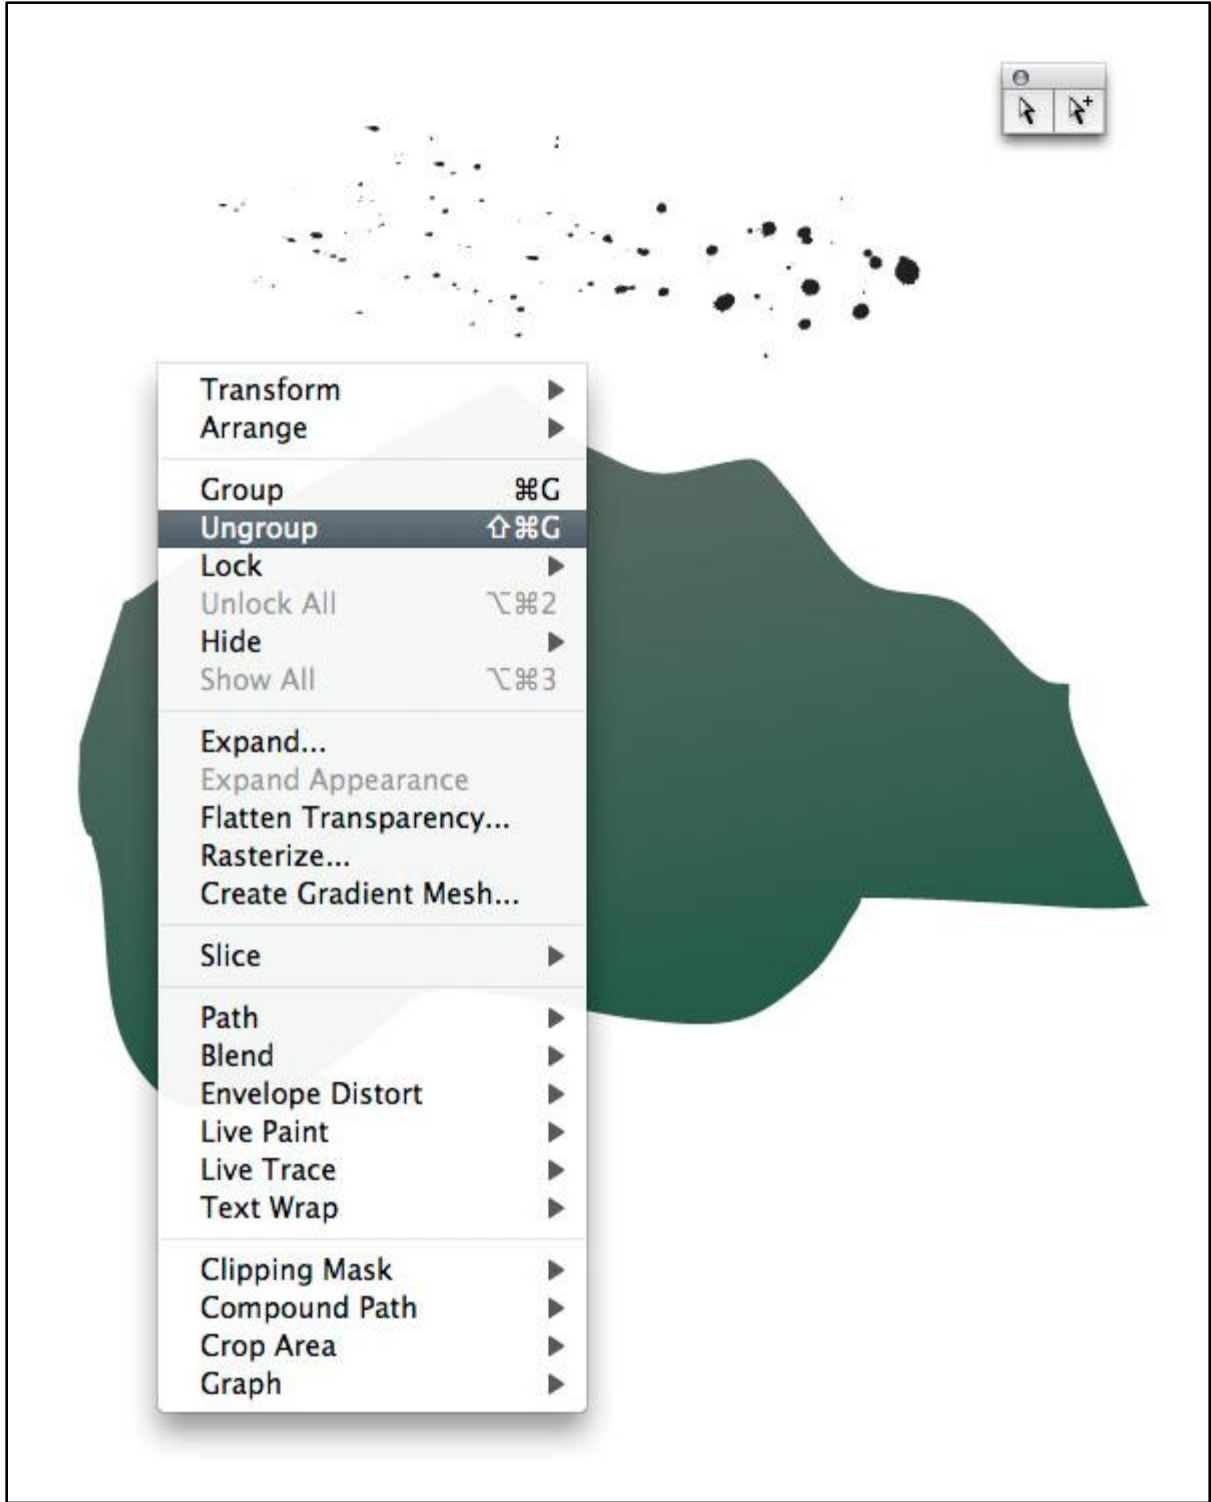 Transform
Arrange
Group ⌘G
Ungroup ⇧⌘G
Lock
Unlock All ⌥⌘2
Hide
Show All ⌥⌘3
Expand...
Expand Appearance
Flatten Transparency...
Rasterize...
Create Gradient Mesh...
Slice
Path
Blend
Envelope Distort
Live Paint
Live Trace
Text Wrap
Clipping Mask
Compound Path
Crop Area
Graph